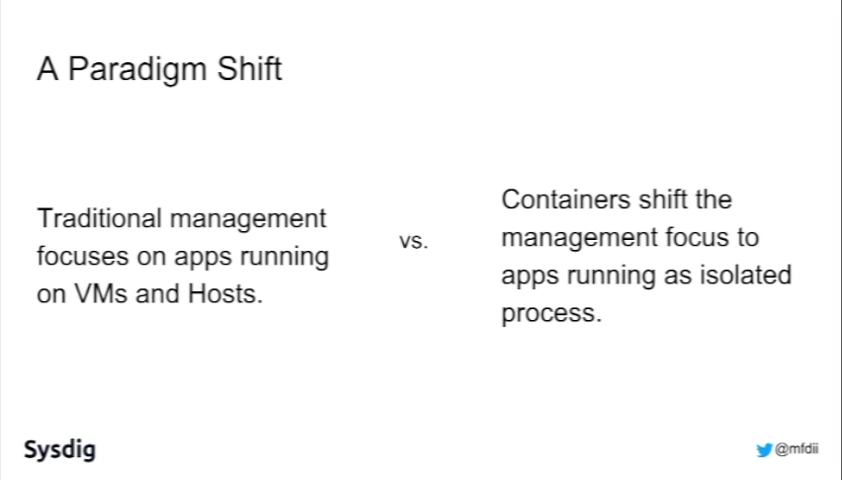 A Paradigm Shift
Traditional management
focuses on apps running
on VMs and Hosts.
vs.
Containers shift the
management focus to
apps running as isolated
process.
Sysdig
@mfdii